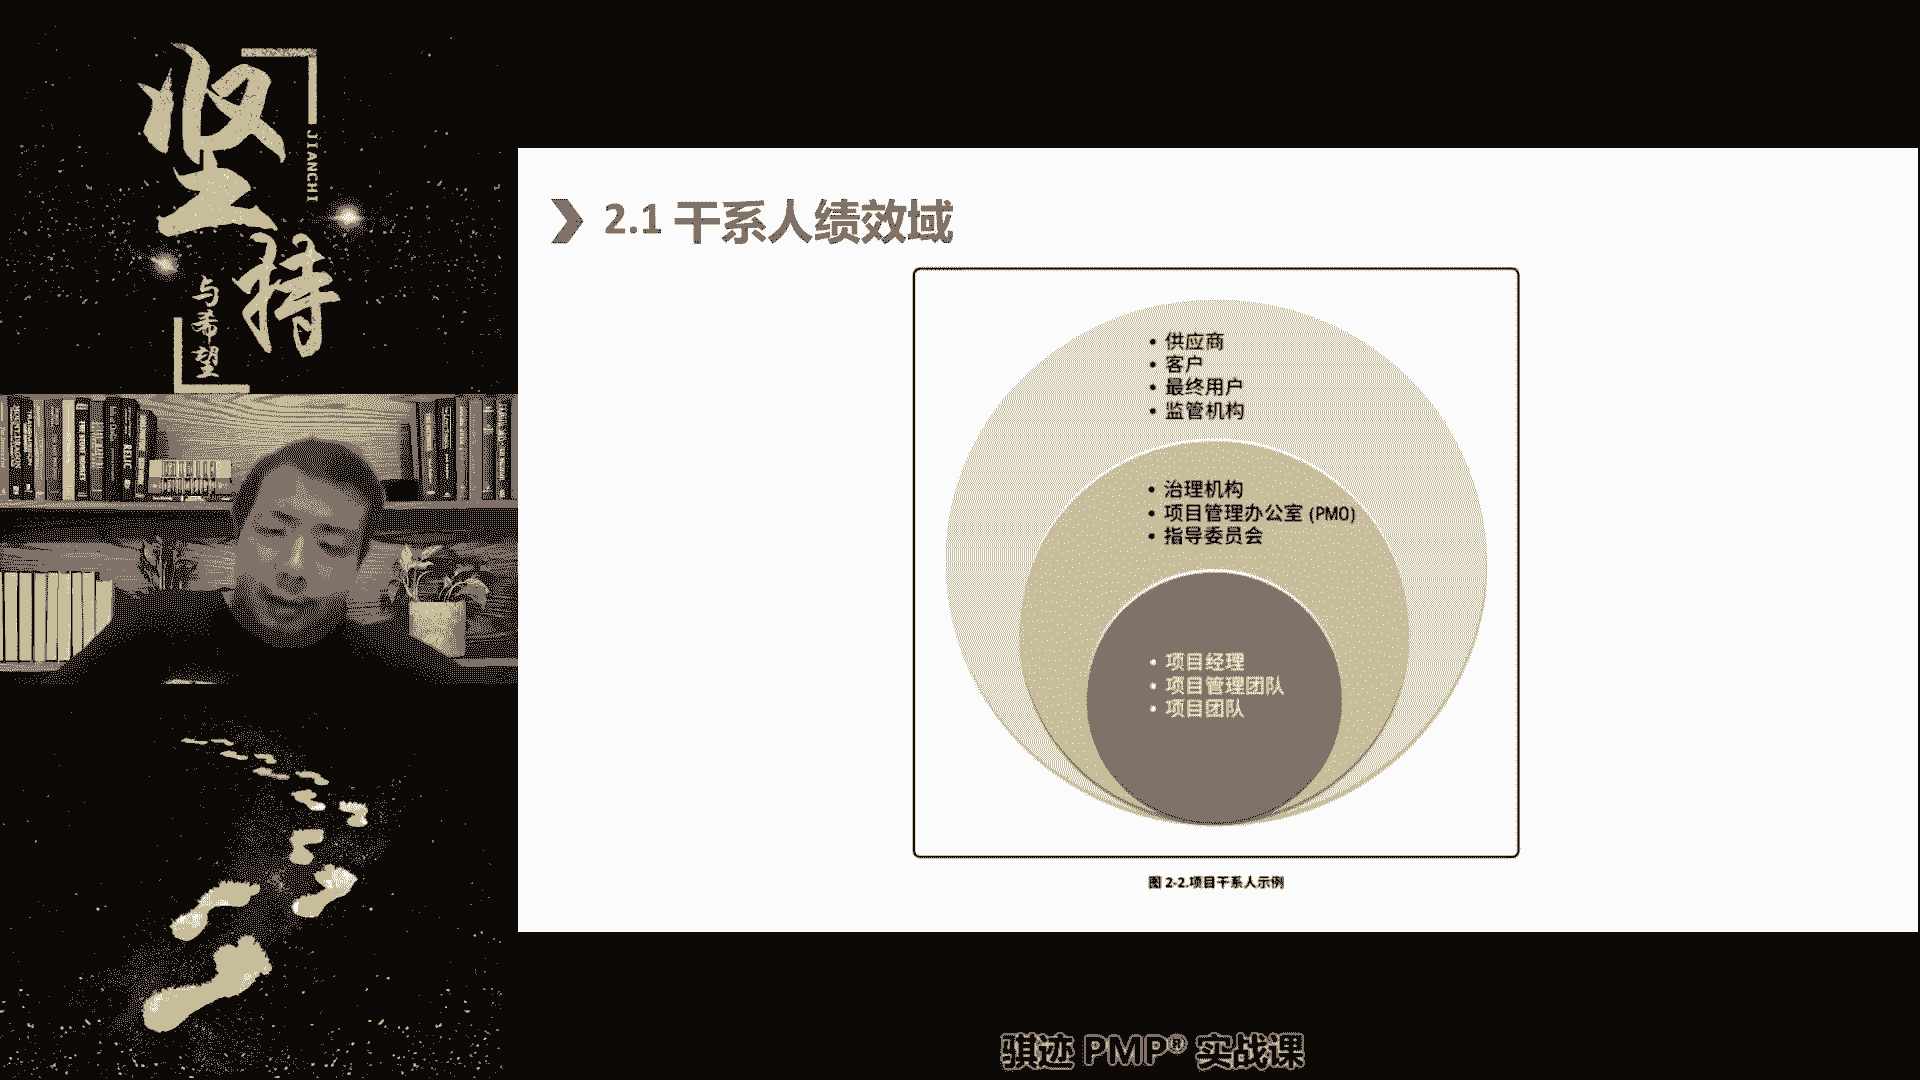 坚持
JIANCHI
与希望
2.1 干系人绩效域
• 供应商
• 客户
• 最终用户
• 监管机构
• 治理机构
• 项目管理办公室 (PMO)
• 指导委员会
• 项目经理
• 项目管理团队
• 项目团队
图 2-2.项目干系人示例
骐迹 PMP® 实战课